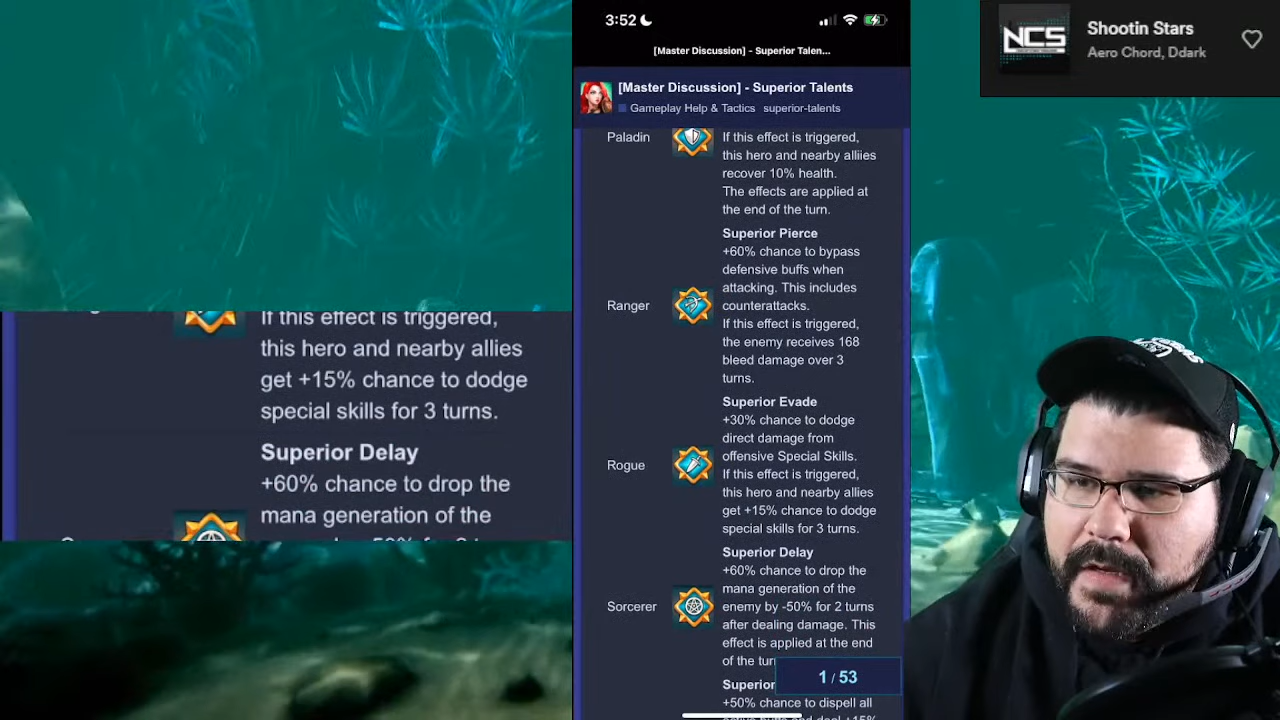 3:52
[Master Discussion] - Superior Talen...
[Master Discussion] - Superior Talents
Gameplay Help & Tactics superior-talents
Paladin
If this effect is triggered,
this hero and nearby allies
recover 10% health.
The effects are applied at
the end of the turn.
Superior Pierce
+60% chance to bypass
defensive buffs when
attacking. This includes
counterattacks.
Ranger
If this effect is triggered,
the enemy receives 168
bleed damage over 3
turns.
Superior Evade
+30% chance to dodge
direct damage from
offensive Special Skills.
Rogue
If this effect is triggered,
this hero and nearby allies
get +15% chance to dodge
special skills for 3 turns.
Superior Delay
+60% chance to drop the
mana generation of the
Sorcerer
enemy by -50% for 2 turns
after dealing damage. This
effect is applied at the end
of the tur
1 / 53
Superio
+50% chance to dispell all
If this effect is triggered,
this hero and nearby allies
get +15% chance to dodge
special skills for 3 turns.
Superior Delay
+60% chance to drop the
mana generation of the
NCS
Shootin Stars
Aero Chord, Ddark